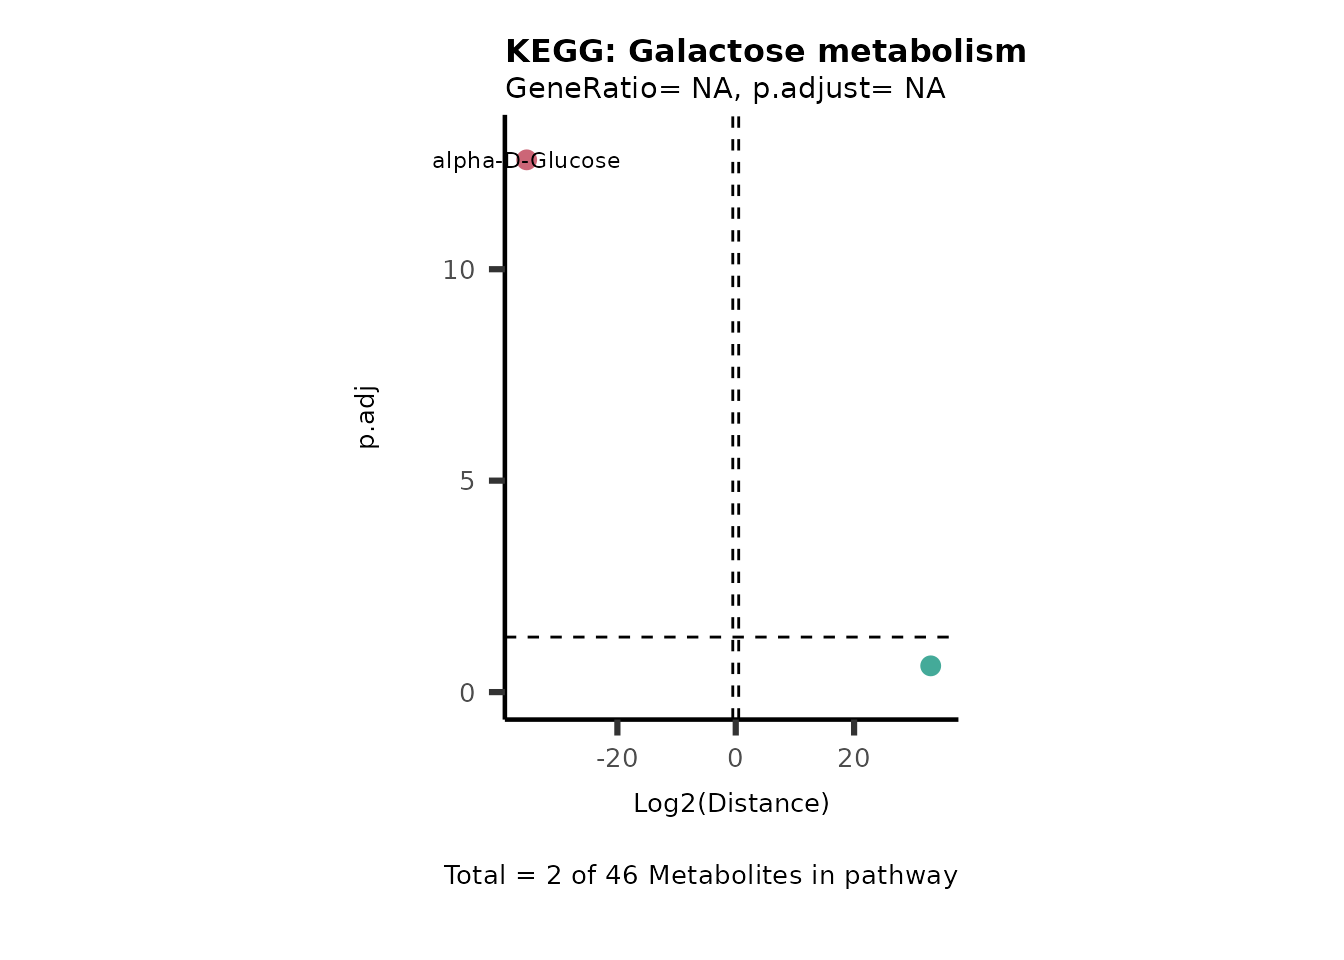 KEGG: Galactose metabolism
GeneRatio= NA, p.adjust= NA
alpha-D-Glucose
10
5
0
p.adj
-20
0
20
Log2(Distance)
Total = 2 of 46 Metabolites in pathway